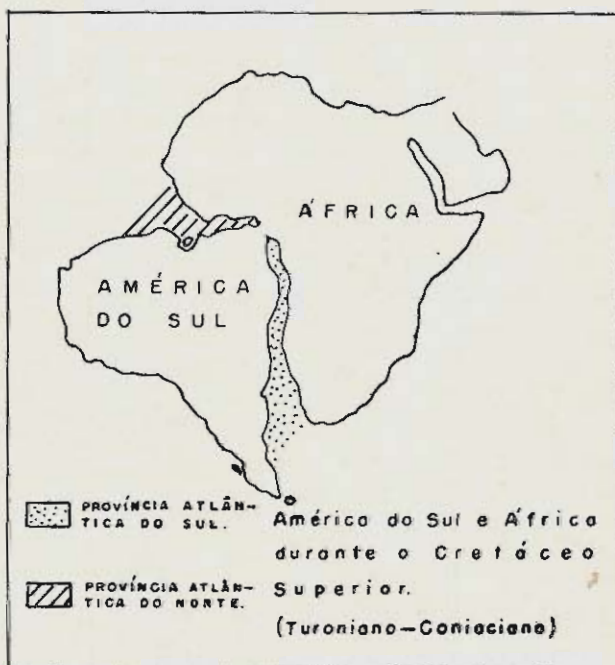 ÁFRICA
AMÉRICA
DO SUL
PROVÍNCIA ATLÂN-
TICA DO SUL.
PROVÍNCIA ATLÂN-
TICA DO NORTE.
América do Sul e África
durante o Cretáceo
Superior.
(Turoniano-Coniaciano)